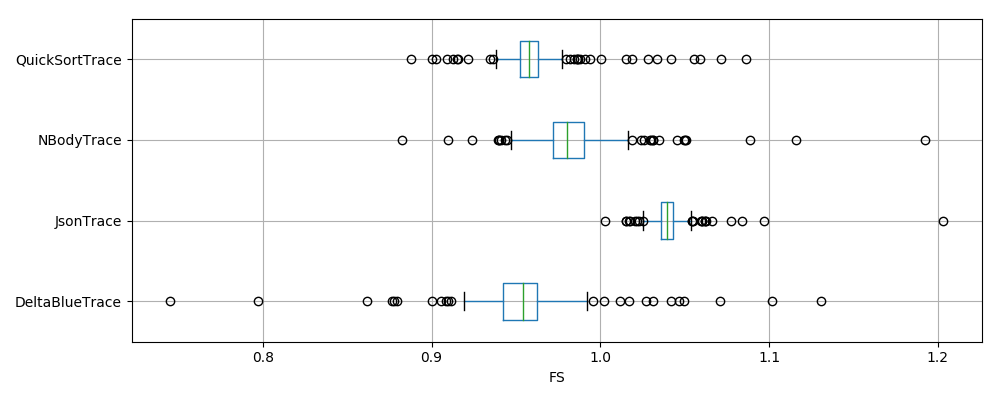 QuickSortTrace
NBodyTrace
JsonTrace
DeltaBlueTrace
0.8 0.9 1.0 1.1 1.2
FS